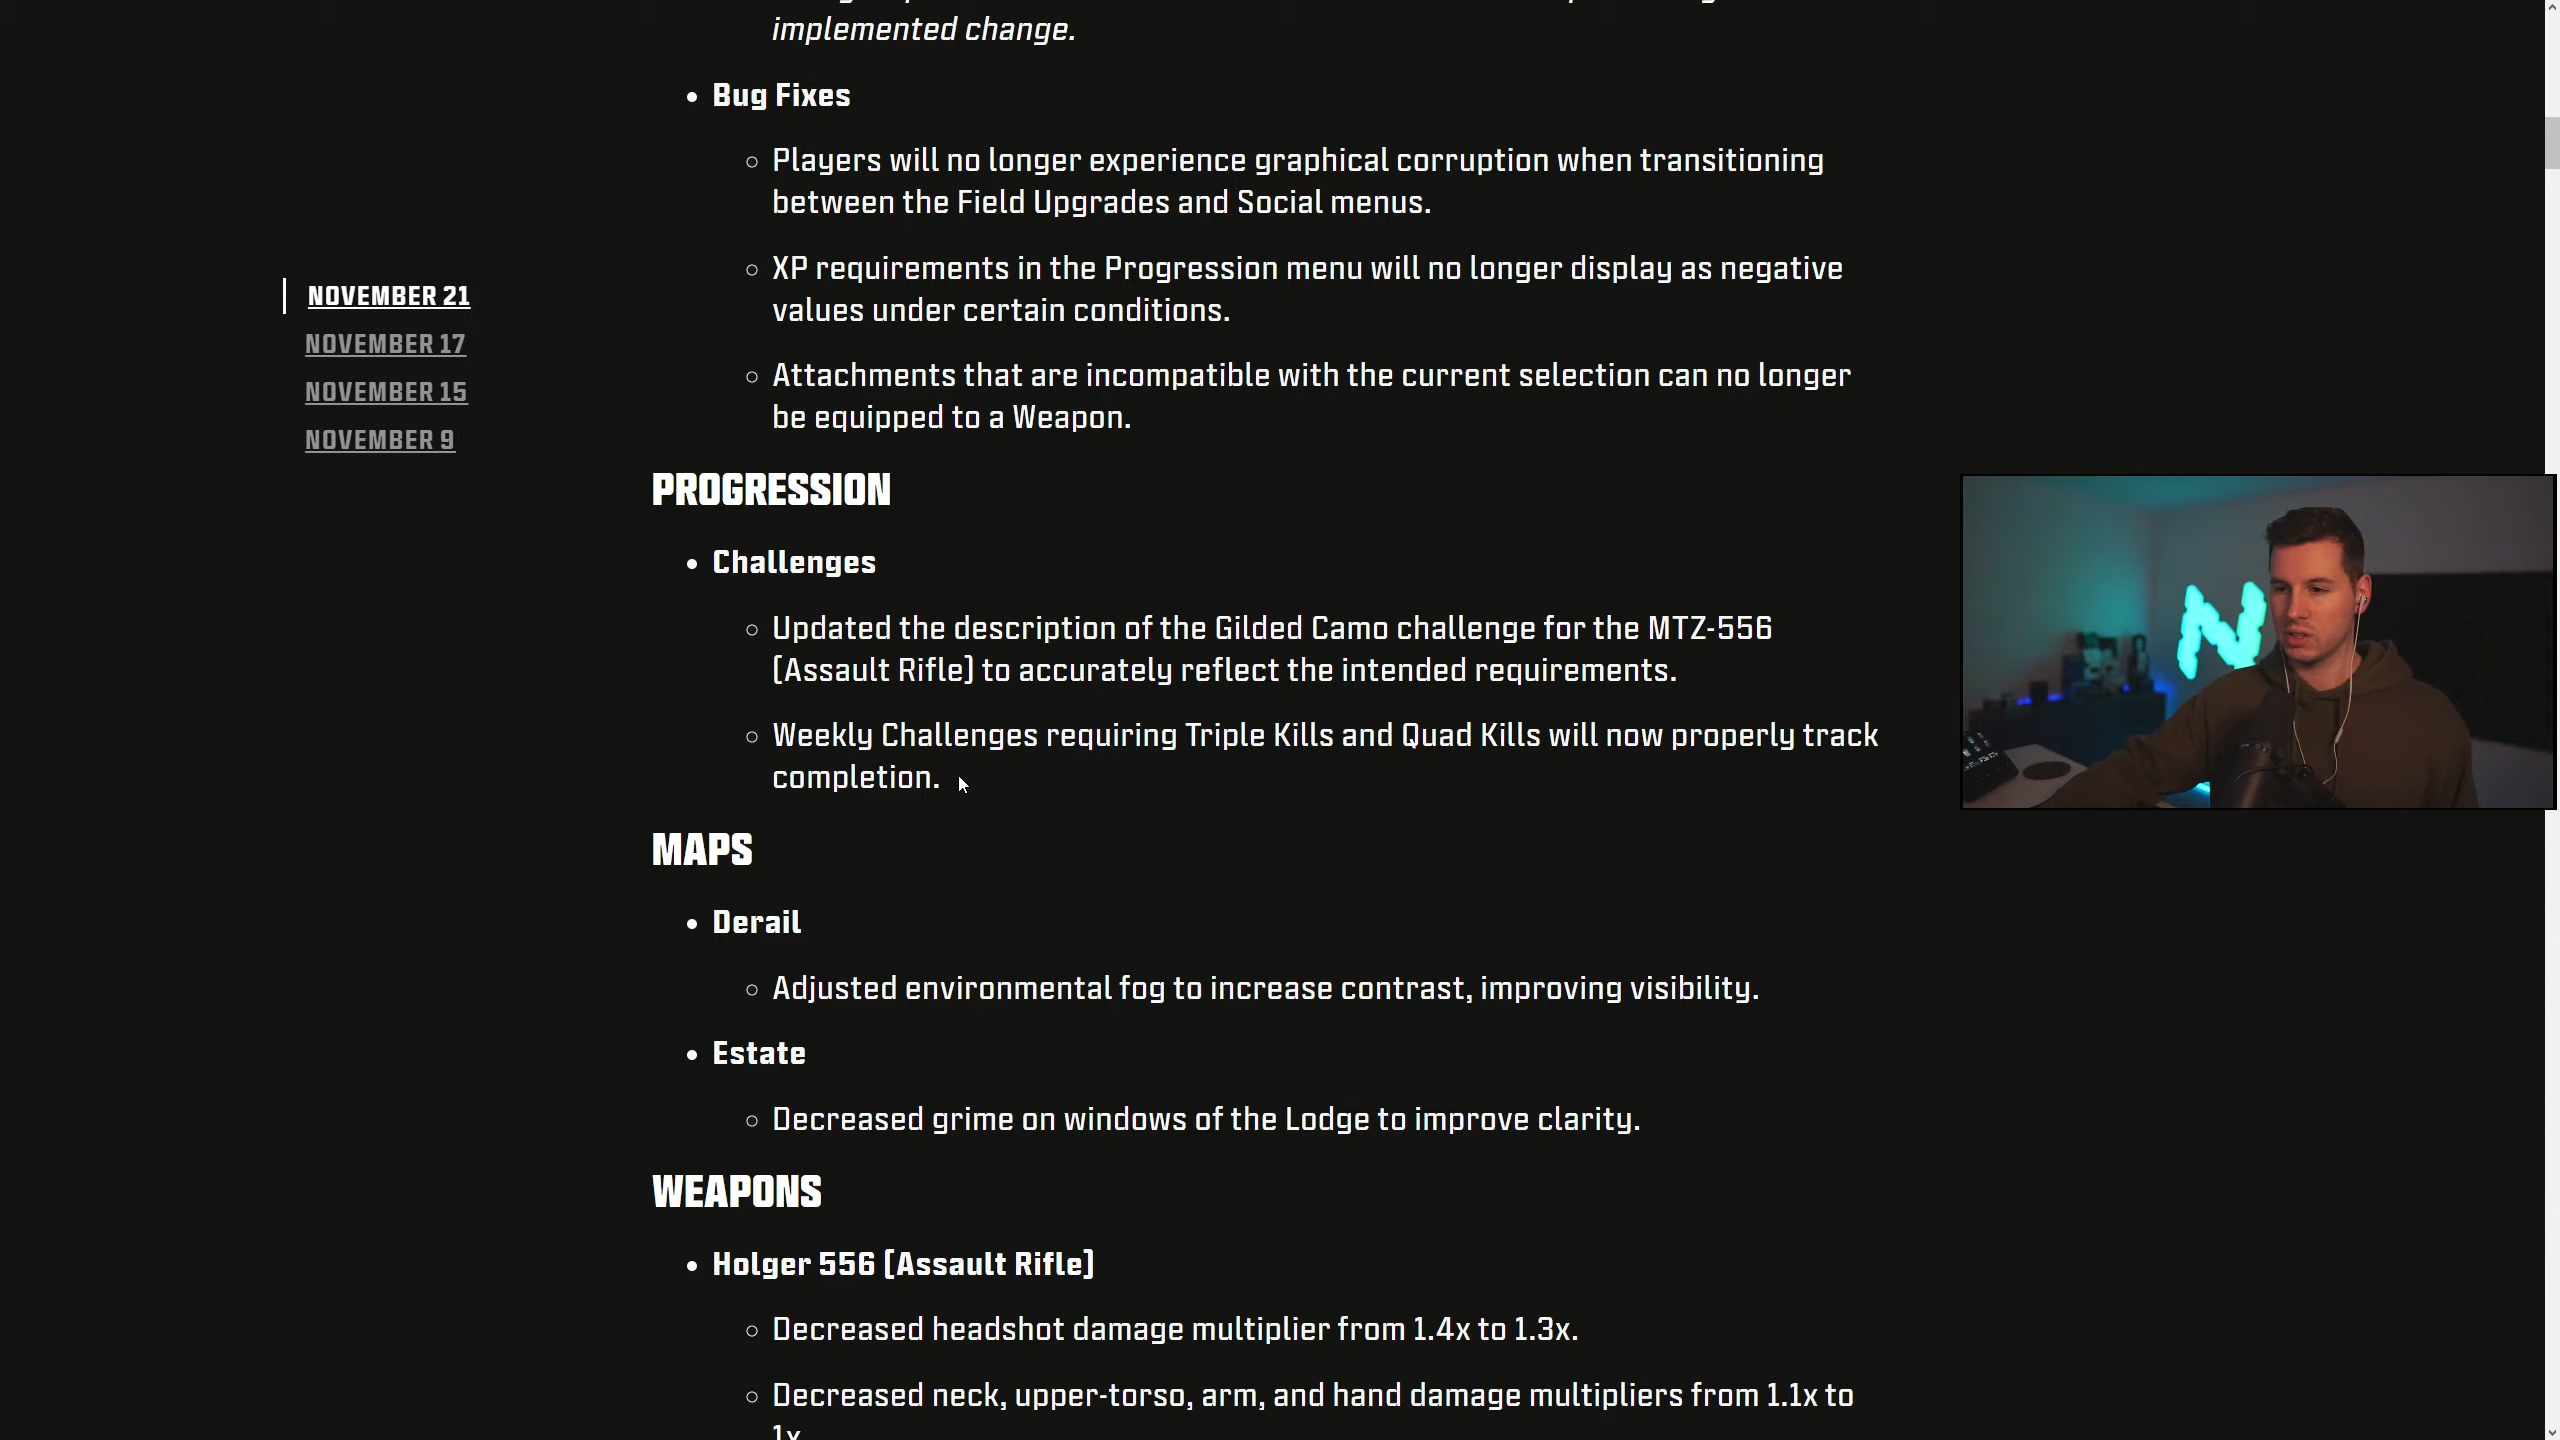 implemented change.
• Bug Fixes
○ Players will no longer experience graphical corruption when transitioning
between the Field Upgrades and Social menus.
○ XP requirements in the Progression menu will no longer display as negative
values under certain conditions.
○ Attachments that are incompatible with the current selection can no longer
be equipped to a Weapon.
NOVEMBER 21
NOVEMBER 17
NOVEMBER 15
NOVEMBER 9
PROGRESSION
• Challenges
○ Updated the description of the Gilded Camo challenge for the MTZ-556
(Assault Rifle) to accurately reflect the intended requirements.
○ Weekly Challenges requiring Triple Kills and Quad Kills will now properly track
completion.
MAPS
• Derail
○ Adjusted environmental fog to increase contrast, improving visibility.
• Estate
○ Decreased grime on windows of the Lodge to improve clarity.
WEAPONS
• Holger 556 (Assault Rifle)
○ Decreased headshot damage multiplier from 1.4x to 1.3x.
○ Decreased neck, upper-torso, arm, and hand damage multipliers from 1.1x to
1x
N